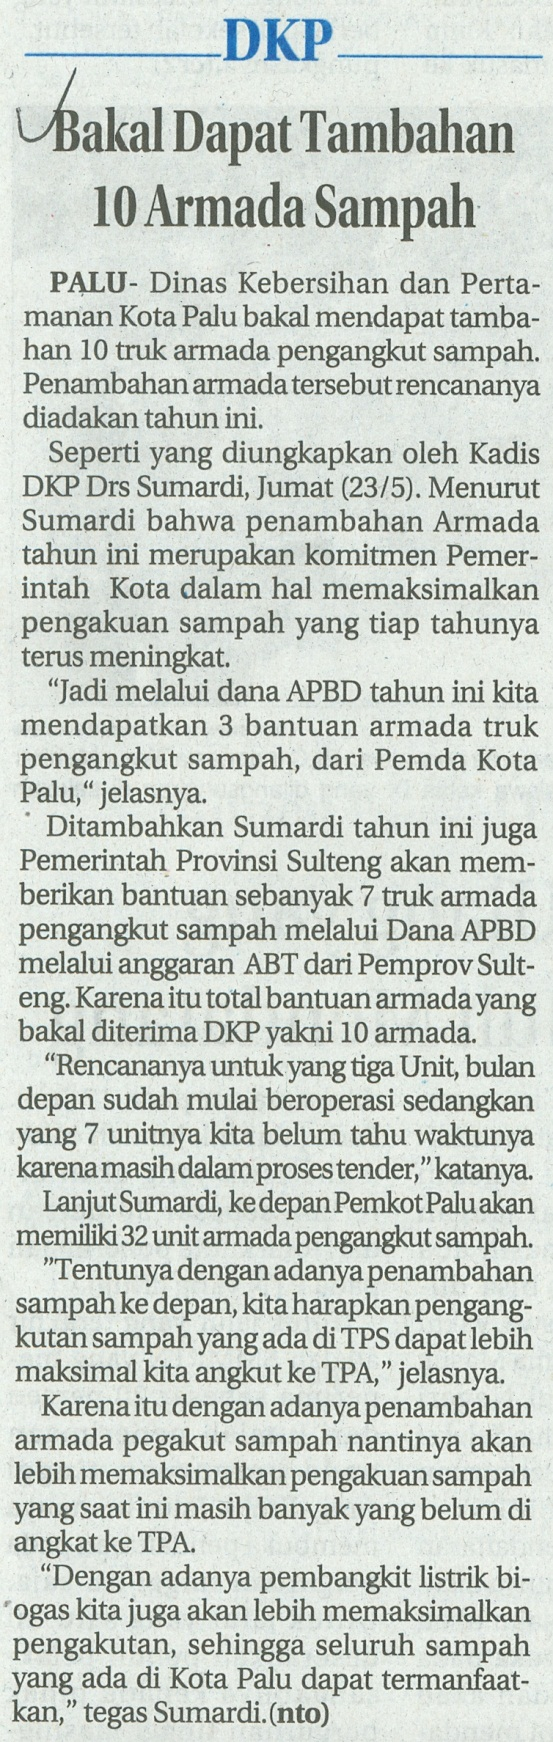 DKP
Bakal Dapat Tambahan
10 Armada Sampah
PALU- Dinas Kebersihan dan Perta-
manan Kota Palu bakal mendapat tamba-
han 10 truk armada pengangkut sampah.
Penambahan armada tersebut rencananya
diadakan tahun ini.
Seperti yang diungkapkan oleh Kadis
DKP Drs Sumardi, Jumat (23/5). Menurut
Sumardi bahwa penambahan Armada
tahun ini merupakan komitmen Pemer-
intah Kota dalam hal memaksimalkan
pengakuan sampah yang tiap tahunya
terus meningkat.
“Jadi melalui dana APBD tahun ini kita
mendapatkan 3 bantuan armada truk
pengangkut sampah, dari Pemda Kota
Palu,“ jelasnya.
Ditambahkan Sumardi tahun ini juga
Pemerintah Provinsi Sulteng akan mem-
berikan bantuan sebanyak 7 truk armada
pengangkut sampah melalui Dana APBD
melalui anggaran ABT dari Pemprov Sult-
eng. Karena itu total bantuan armada yang
bakal diterima DKP yakni 10 armada.
“Rencananya untuk yang tiga Unit, bulan
depan sudah mulai beroperasi sedangkan
yang 7 unitnya kita belum tahu waktunya
karena masih dalam proses tender,” katanya.
Lanjut Sumardi, ke depan Pemkot Palu akan
memiliki 32 unit armada pengangkut sampah.
”Tentunya dengan adanya penambahan
sampah ke depan, kita harapkan pengang-
kutan sampah yang ada di TPS dapat lebih
maksimal kita angkut ke TPA,” jelasnya.
Karena itu dengan adanya penambahan
armada pegakut sampah nantinya akan
lebih memaksimalkan pengakuan sampah
yang saat ini masih banyak yang belum di
angkat ke TPA.
“Dengan adanya pembangkit listrik bi-
ogas kita juga akan lebih memaksimalkan
pengakutan, sehingga seluruh sampah
yang ada di Kota Palu dapat termanfaat-
kan,” tegas Sumardi.(nto)